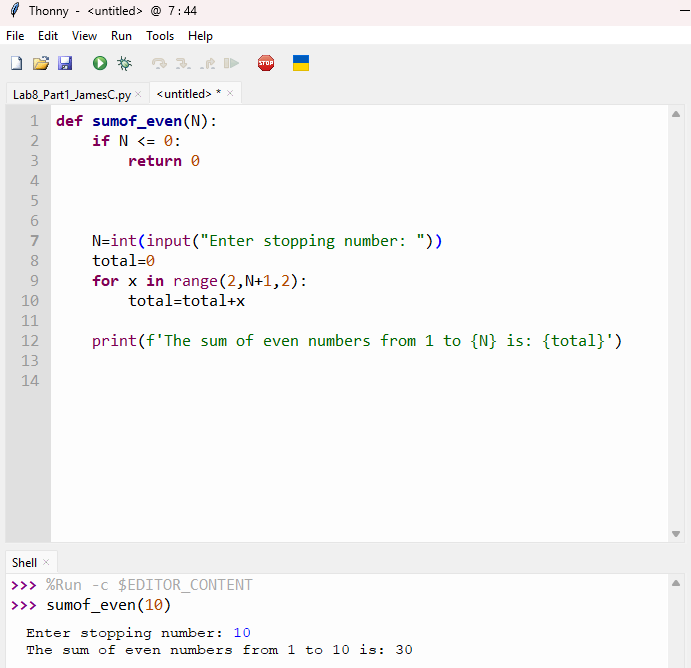 Thonny - <untitled> @ 7:44
File Edit View Run Tools Help
STOP
Lab8_Part1_JamesC.py × <untitled> * ×
1 def sumof_even(N):
2     if N <= 0:
3         return 0
4
5
6
7     N=int(input("Enter stopping number: "))
8     total=0
9     for x in range(2,N+1,2):
10         total=total+x
11
12     print(f'The sum of even numbers from 1 to {N} is: {total}')
13
14
Shell ×
>>> %Run -c $EDITOR_CONTENT
>>> sumof_even(10)
Enter stopping number: 10
The sum of even numbers from 1 to 10 is: 30